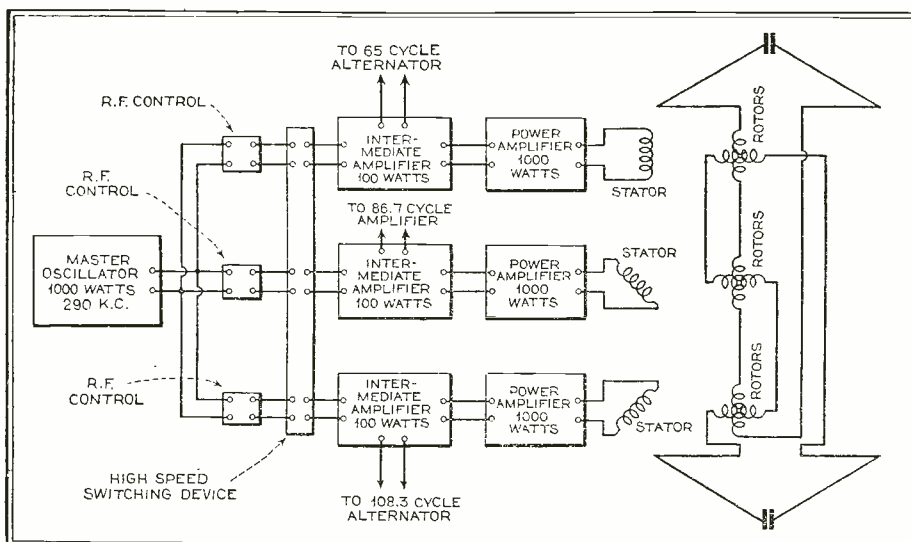 TO 65 CYCLE
ALTERNATOR
R.F. CONTROL
INTER-
MEDIATE
AMPLIFIER
100 WATTS
POWER
AMPLIFIER
1000
WATTS
STATOR
ROTORS
R.F.
CONTROL
TO 86.7 CYCLE
AMPLIFIER
MASTER
OSCILLATOR
1000 WATTS
290 K.C.
INTER-
MEDIATE
AMPLIFIER
100 WATTS
POWER
AMPLIFIER
1000
WATTS
STATOR
ROTORS
R.F.
CONTROL
INTER-
MEDIATE
AMPLIFIER
100 WATTS
POWER
AMPLIFIER
1000
WATTS
STATOR
ROTORS
HIGH SPEED
SWITCHING DEVICE
TO 108.3 CYCLE
ALTERNATOR